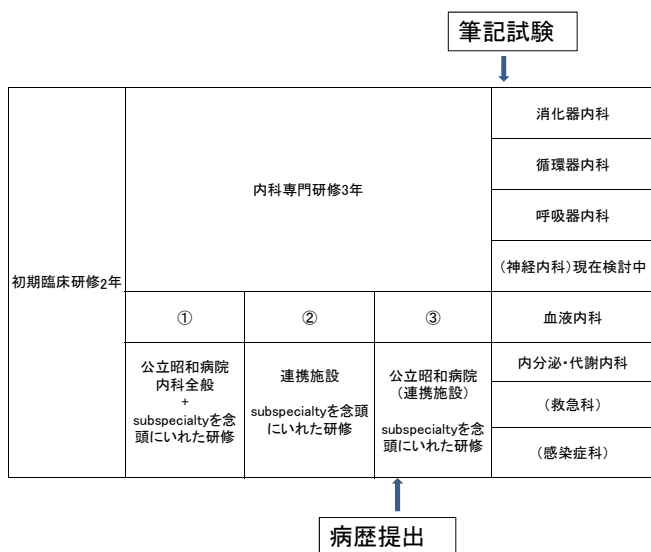 筆記試験
初期臨床研修2年
内科専門研修3年
①
②
③
公立昭和病院
内科全般
+
subspecialtyを念
頭にいれた研修
連携施設
subspecialtyを念頭
にいれた研修
公立昭和病院
(連携施設)
subspecialtyを念頭
にいれた研修
消化器内科
循環器内科
呼吸器内科
(神経内科)現在検討中
血液内科
内分泌・代謝内科
(救急科)
(感染症科)
病歴提出